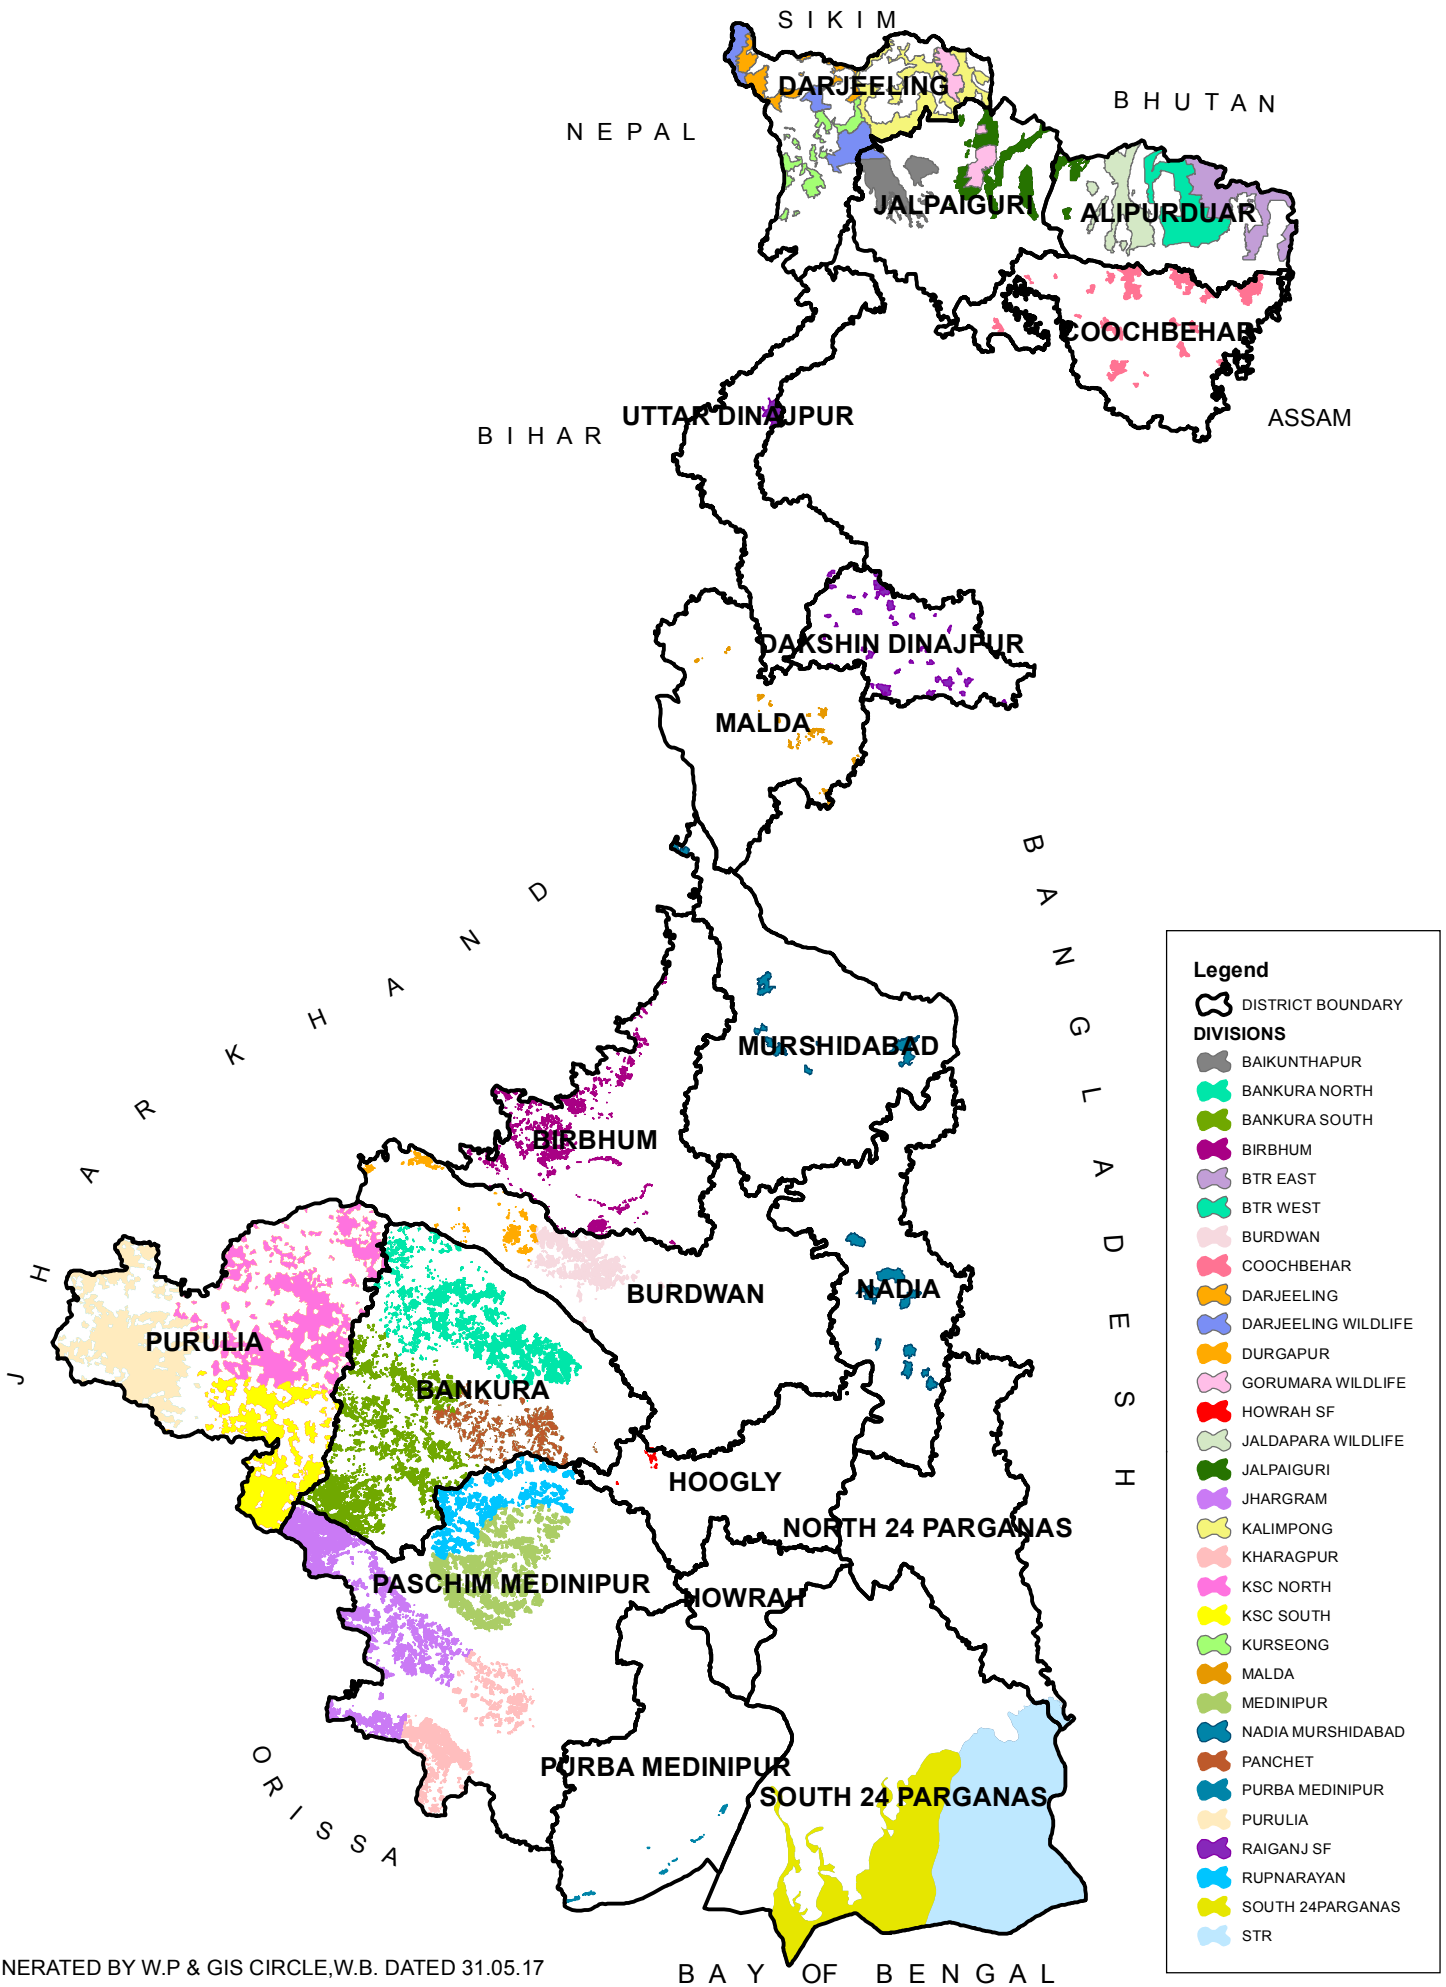 SIKIM
DARJEELING
BHUTAN
NEPAL
JALPAIGURI
ALIPURDUAR
COOCHBEHAR
UTTAR DINAJPUR
ASSAM
BIHAR
DAKSHIN DINAJPUR
MALDA
JHARKHAND
BANGLADESH
MURSHIDABAD
BIRBHUM
BURDWAN
NADIA
PURULIA
BANKURA
HOOGLY
NORTH 24 PARGANAS
PASCHIM MEDINIPUR
HOWRAH
PURBA MEDINIPUR
SOUTH 24 PARGANAS
ORISSA
Legend
DISTRICT BOUNDARY
DIVISIONS
BAIKUNTHAPUR
BANKURA NORTH
BANKURA SOUTH
BIRBHUM
BTR EAST
BTR WEST
BURDWAN
COOCHBEHAR
DARJEELING
DARJEELING WILDLIFE
DURGAPUR
GORUMARA WILDLIFE
HOWRAH SF
JALDAPARA WILDLIFE
JALPAIGURI
JHARGRAM
KALIMPONG
KHARAGPUR
KSC NORTH
KSC SOUTH
KURSEONG
MALDA
MEDINIPUR
NADIA MURSHIDABAD
PANCHET
PURBA MEDINIPUR
PURULIA
RAIGANJ SF
RUPNARAYAN
SOUTH 24PARGANAS
STR
NERATED BY W.P & GIS CIRCLE,W.B. DATED 31.05.17
BAY OF BENGAL